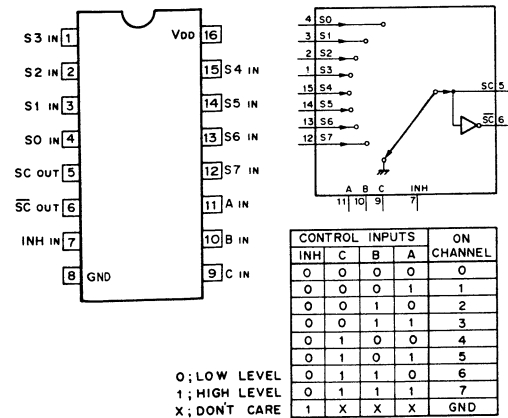 S3 IN 1
VDD 16
S2 IN 2
15 S4 IN
S1 IN 3
14 S5 IN
S0 IN 4
13 S6 IN
SC OUT 5
12 S7 IN
S̅C̅ OUT 6
11 A IN
INH IN 7
10 B IN
8 GND
9 C IN
4 S0
3 S1
2 S2
1 S3
15 S4
14 S5
13 S6
12 S7
SC 5
S̅C̅ 6
A B C INH
11 10 9 7
CONTROL INPUTS ON CHANNEL
INH C B A
0 0 0 0 0
0 0 0 1 1
0 0 1 0 2
0 0 1 1 3
0 1 0 0 4
0 1 0 1 5
0 1 1 0 6
0 1 1 1 7
1 X X X GND
0; LOW LEVEL
1; HIGH LEVEL
X; DON'T CARE